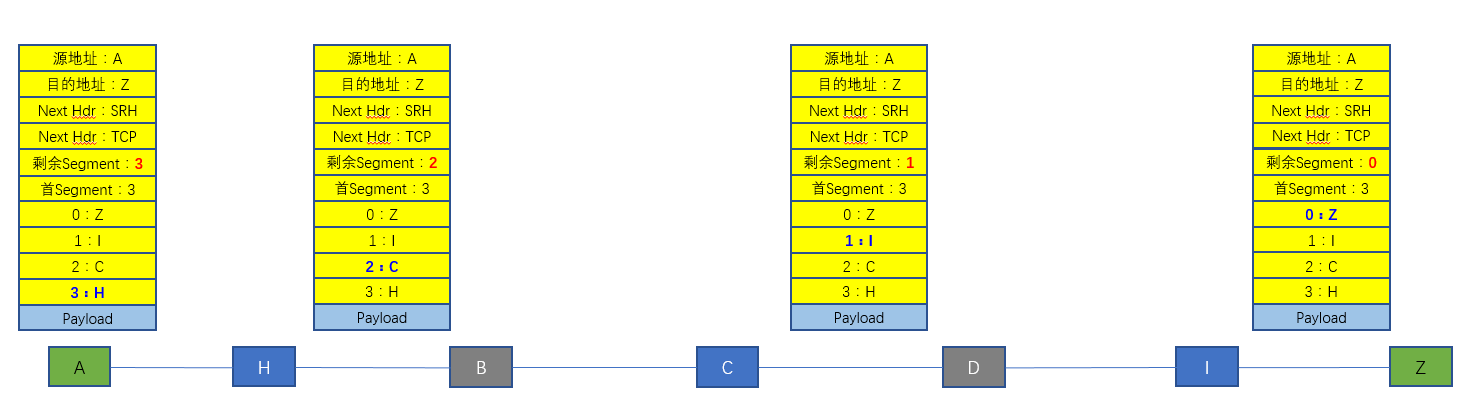 源地址：A
目的地址：Z
Next Hdr：SRH
Next Hdr：TCP
剩余Segment：3
首Segment：3
0：Z
1：I
2：C
3：H
Payload
源地址：A
目的地址：Z
Next Hdr：SRH
Next Hdr：TCP
剩余Segment：2
首Segment：3
0：Z
1：I
2：C
3：H
Payload
源地址：A
目的地址：Z
Next Hdr：SRH
Next Hdr：TCP
剩余Segment：1
首Segment：3
0：Z
1：I
2：C
3：H
Payload
源地址：A
目的地址：Z
Next Hdr：SRH
Next Hdr：TCP
剩余Segment：0
首Segment：3
0：Z
1：I
2：C
3：H
Payload
A H B C D I Z